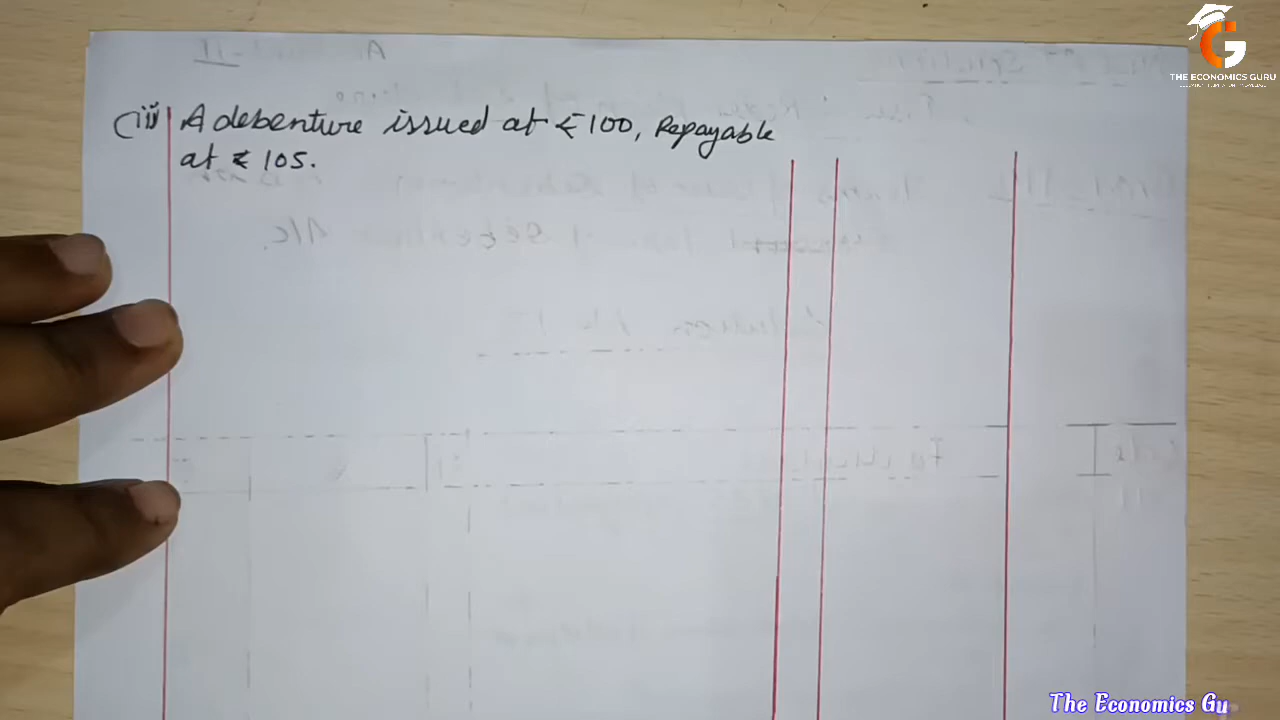 THE ECONOMICS GURU
(iii) A debenture issued at ₹ 100, Repayable
at ₹ 105.
The Economics Gu